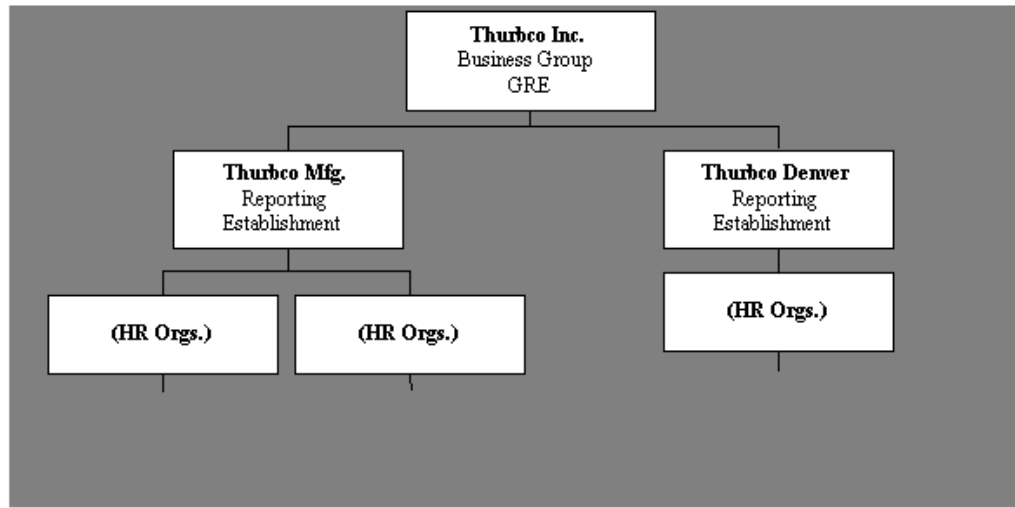 Thurbco Inc.
Business Group
GRE
Thurbco Mfg.
Reporting
Establishment
Thurbco Denver
Reporting
Establishment
(HR Orgs.)
(HR Orgs.)
(HR Orgs.)